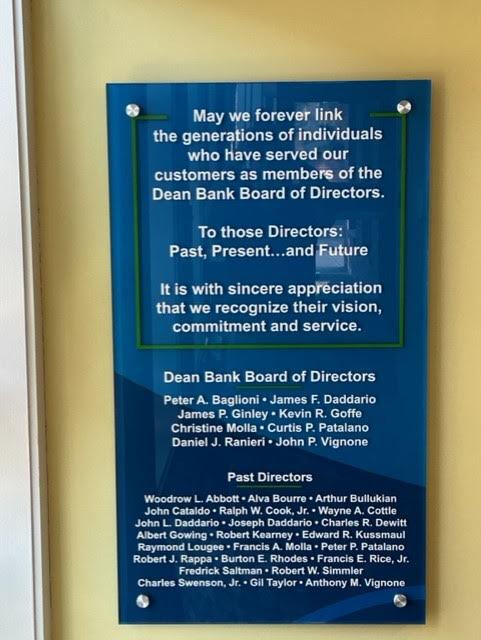 May we forever link
the generations of individuals
who have served our
customers as members of the
Dean Bank Board of Directors.
To those Directors:
Past, Present...and Future
It is with sincere appreciation
that we recognize their vision,
commitment and service.
Dean Bank Board of Directors
Peter A. Baglioni • James F. Daddario
James P. Ginley • Kevin R. Goffe
Christine Molla • Curtis P. Patalano
Daniel J. Ranieri • John P. Vignone
Past Directors
Woodrow L. Abbott • Alva Bourre • Arthur Bullukian
John Cataldo • Ralph W. Cook, Jr. • Wayne A. Cottle
John L. Daddario • Joseph Daddario • Charles R. Dewitt
Albert Gowing • Robert Kearney • Edward R. Kussmaul
Raymond Lougee • Francis A. Molla • Peter P. Patalano
Robert J. Rappa • Burton E. Rhodes • Francis E. Rice, Jr.
Fredrick Saltman • Robert W. Simmler
Charles Swenson, Jr. • Gil Taylor • Anthony M. Vignone